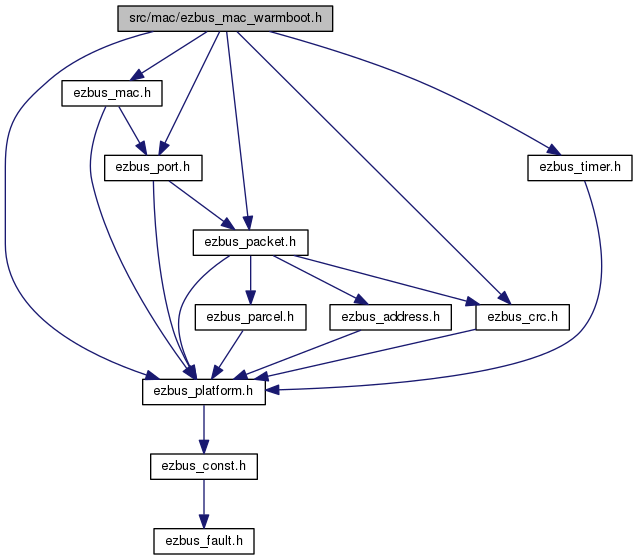 src/mac/ezbus_mac_warmboot.h
ezbus_mac.h
ezbus_port.h
ezbus_timer.h
ezbus_packet.h
ezbus_parcel.h
ezbus_address.h
ezbus_crc.h
ezbus_platform.h
ezbus_const.h
ezbus_fault.h